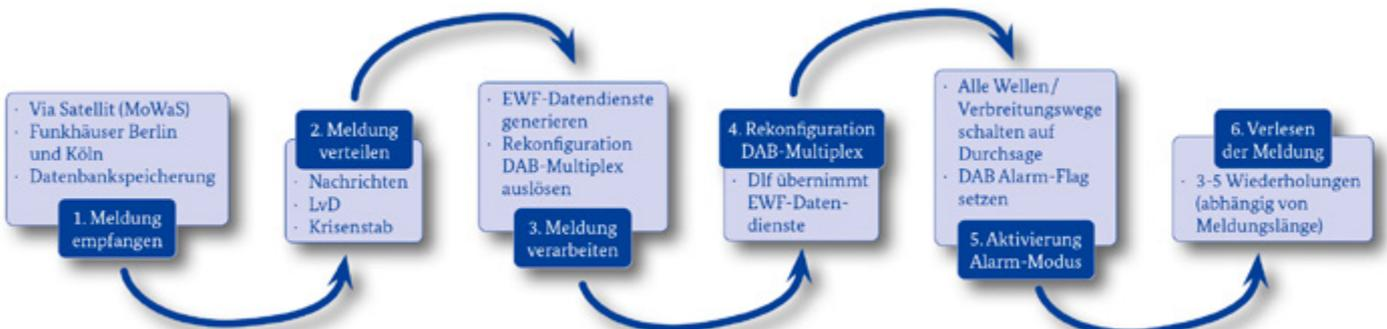 · Via Satellit (MoWaS)
· Funkhäuser Berlin
und Köln
· Datenbankspeicherung
1. Meldung
empfangen
2. Meldung
verteilen
· Nachrichten
· LvD
· Krisenstab
· EWF-Datendienste
generieren
· Rekonfiguration
DAB-Multiplex
auslösen
3. Meldung
verarbeiten
4. Rekonfiguration
DAB-Multiplex
· Dlf übernimmt
EWF-Daten-
dienste
· Alle Wellen/
Verbreitungswege
schalten auf
Durchsage
· DAB Alarm-Flag
setzen
5. Aktivierung
Alarm-Modus
6. Verlesen
der Meldung
· 3-5 Wiederholungen
(abhängig von
Meldungslänge)